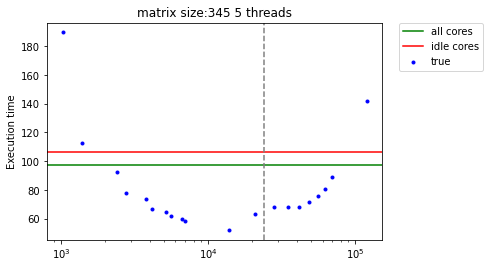 matrix size:345 5 threads
all cores
idle cores
true
Execution time
180
160
140
120
100
80
60
10³
10⁴
10⁵